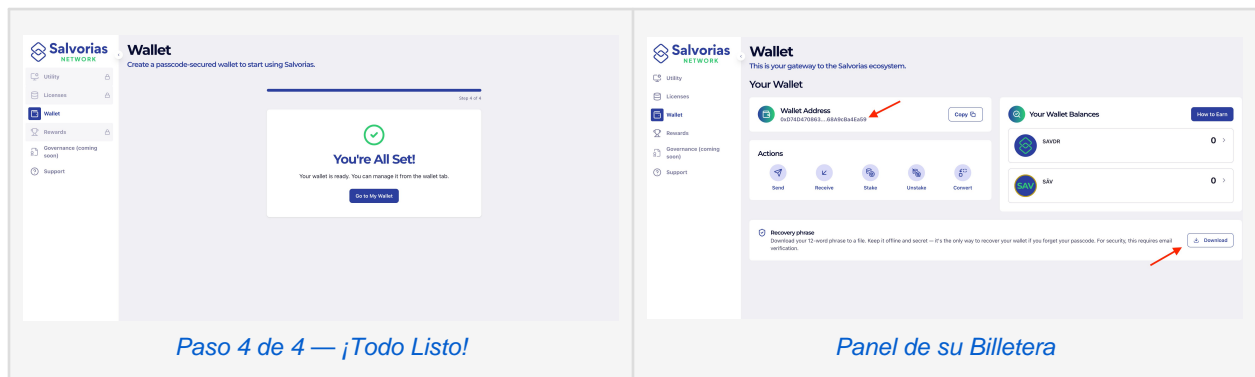 Salvorias
NETWORK
Utility
Licenses
Wallet
Rewards
Governance (coming
soon)
Support
Wallet
Create a passcode-secured wallet to start using Salvorias.
Step 4 of 4
You're All Set!
Your wallet is ready. You can manage it from the wallet tab.
Go to My Wallet
Paso 4 de 4 — ¡Todo Listo!
Salvorias
NETWORK
Utility
Licenses
Wallet
Rewards
Governance (coming
soon)
Support
Wallet
This is your gateway to the Salvorias ecosystem.
Your Wallet
Wallet Address
Copy
Actions
Send
Receive
Stake
Unstake
Convert
Your Wallet Balances
How to Earn
SAVDR
0
SAV
SÁV
0
Recovery phrase
Download your 12-word phrase to a file. Keep it offline and secret — it's the only way to recover your wallet if you forget your passcode. For security, this requires email
verification.
Download
Panel de su Billetera